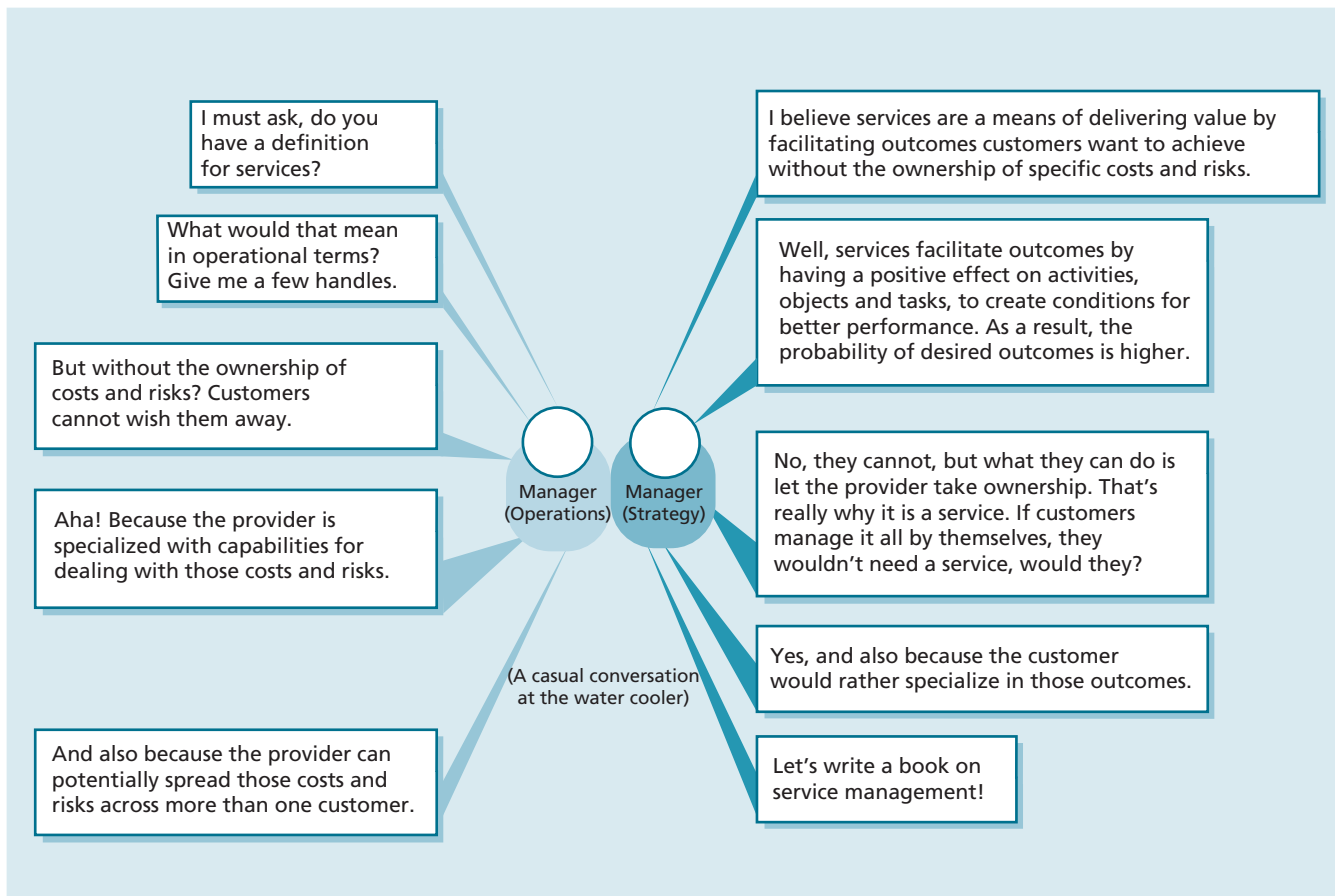 I must ask, do you
have a definition
for services?
I believe services are a means of delivering value by
facilitating outcomes customers want to achieve
without the ownership of specific costs and risks.
What would that mean
in operational terms?
Give me a few handles.
Well, services facilitate outcomes by
having a positive effect on activities,
objects and tasks, to create conditions for
better performance. As a result, the
probability of desired outcomes is higher.
But without the ownership of
costs and risks? Customers
cannot wish them away.
No, they cannot, but what they can do is
let the provider take ownership. That's
really why it is a service. If customers
manage it all by themselves, they
wouldn't need a service, would they?
Aha! Because the provider is
specialized with capabilities for
dealing with those costs and risks.
Yes, and also because the customer
would rather specialize in those outcomes.
And also because the provider can
potentially spread those costs and
risks across more than one customer.
Let's write a book on
service management!
Manager
(Operations)
Manager
(Strategy)
(A casual conversation
at the water cooler)